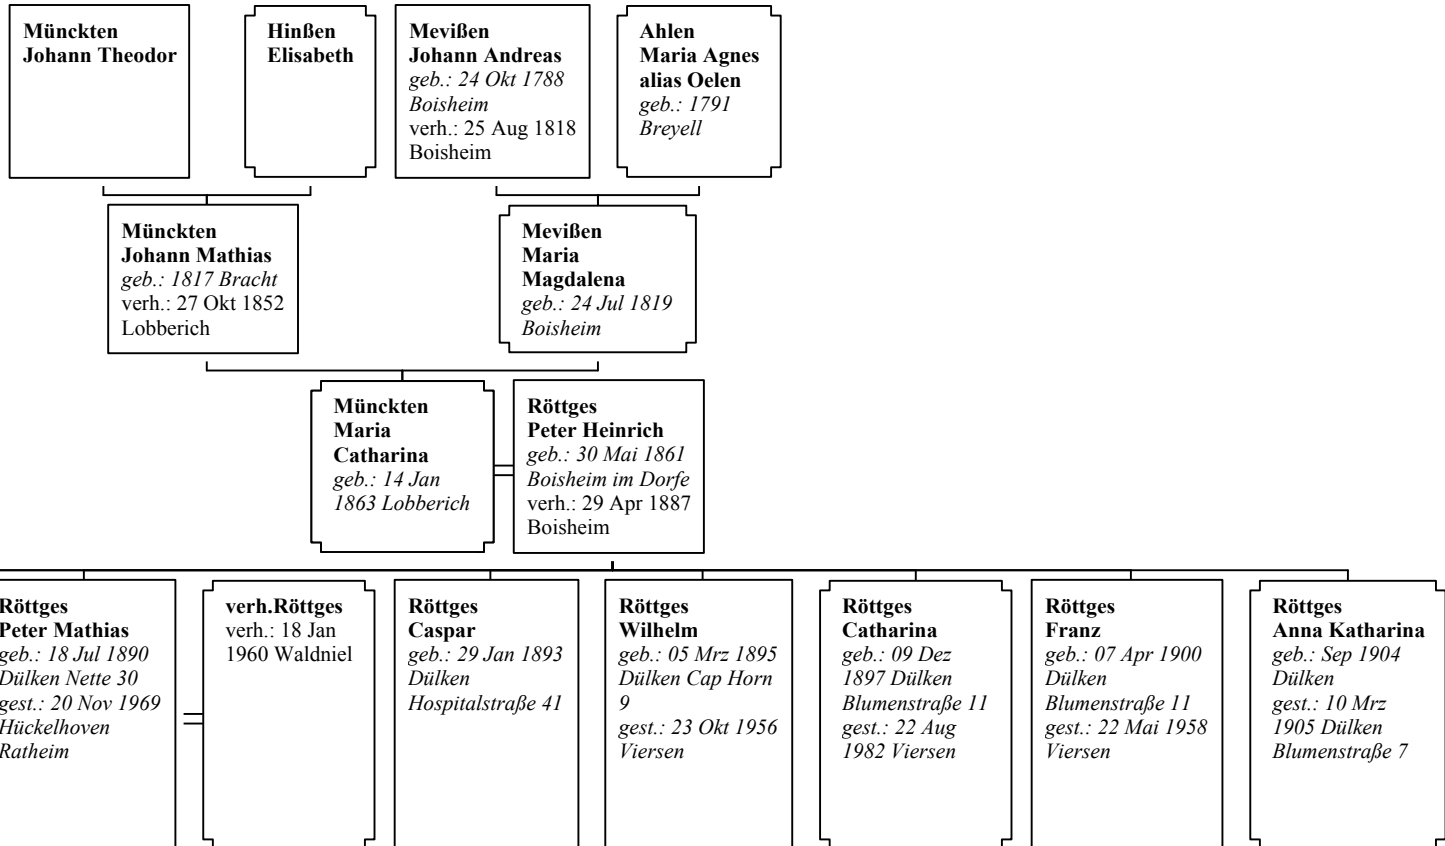 Münckten
Johann Theodor
Hinßen
Elisabeth
Mevißen
Johann Andreas
geb.: 24 Okt 1788
Boisheim
verh.: 25 Aug 1818
Boisheim
Ahlen
Maria Agnes
alias Oelen
geb.: 1791
Breyell
Münckten
Johann Mathias
geb.: 1817 Bracht
verh.: 27 Okt 1852
Lobberich
Mevißen
Maria
Magdalena
geb.: 24 Jul 1819
Boisheim
Münckten
Maria
Catharina
geb.: 14 Jan
1863 Lobberich
Röttges
Peter Heinrich
geb.: 30 Mai 1861
Boisheim im Dorfe
verh.: 29 Apr 1887
Boisheim
Röttges
Peter Mathias
geb.: 18 Jul 1890
Dülken Nette 30
gest.: 20 Nov 1969
Hückelhoven
Ratheim
verh.Röttges
verh.: 18 Jan
1960 Waldniel
Röttges
Caspar
geb.: 29 Jan 1893
Dülken
Hospitalstraße 41
Röttges
Wilhelm
geb.: 05 Mrz 1895
Dülken Cap Horn
9
gest.: 23 Okt 1956
Viersen
Röttges
Catharina
geb.: 09 Dez
1897 Dülken
Blumenstraße 11
gest.: 22 Aug
1982 Viersen
Röttges
Franz
geb.: 07 Apr 1900
Dülken
Blumenstraße 11
gest.: 22 Mai 1958
Viersen
Röttges
Anna Katharina
geb.: Sep 1904
Dülken
gest.: 10 Mrz
1905 Dülken
Blumenstraße 7